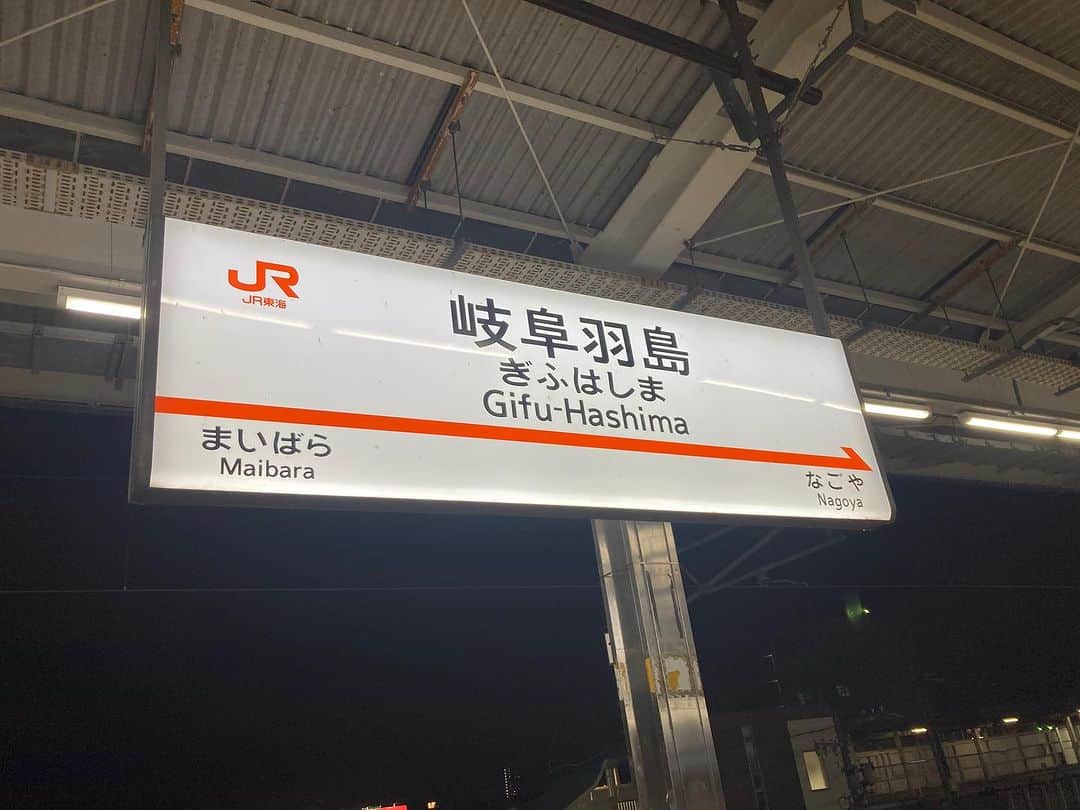 JR
JR東海
岐阜羽島
ぎふはしま
Gifu-Hashima
まいばら
Maibara
なごや
Nagoya